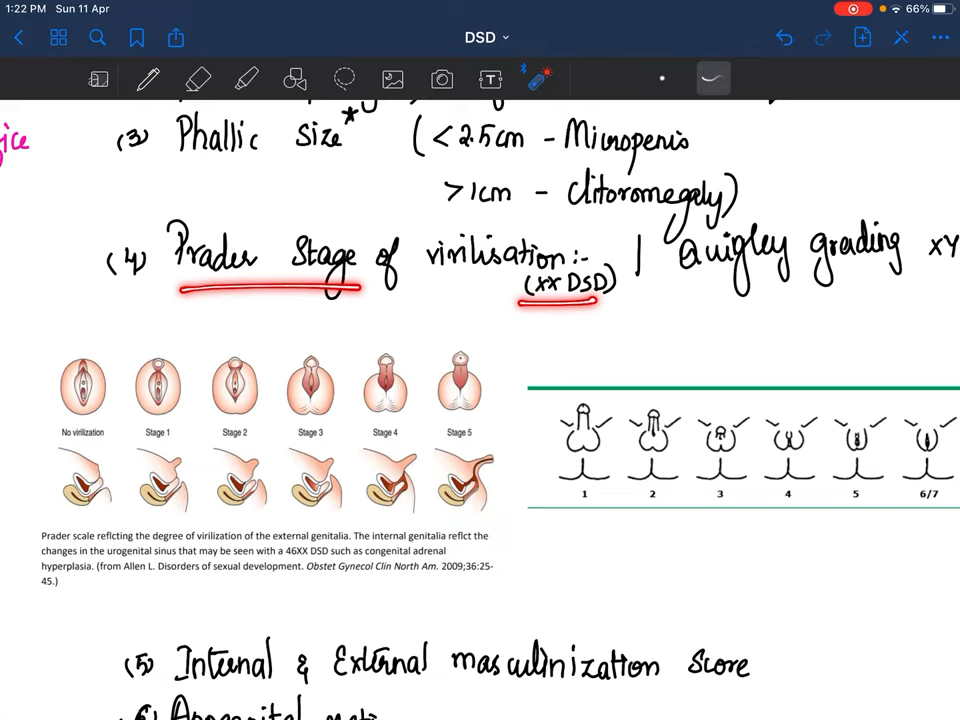 1:22 PM Sun 11 Apr
66%
DSD
(3) Phallic size* (<2.5cm - Micropenis
ice
>1cm - Clitoromegaly)
(4) Prader Stage of virilisation:- | Quigley grading XY
(XX DSD)
No virilization Stage 1 Stage 2 Stage 3 Stage 4 Stage 5
1 2 3 4 5 6/7
Prader scale reflcting the degree of virilization of the external genitalia. The internal genitalia reflct the
changes in the urogenital sinus that may be seen with a 46XX DSD such as congenital adrenal
hyperplasia. (from Allen L. Disorders of sexual development. Obstet Gynecol Clin North Am. 2009;36:25-
45.)
(5) Internal & External masculinization Score